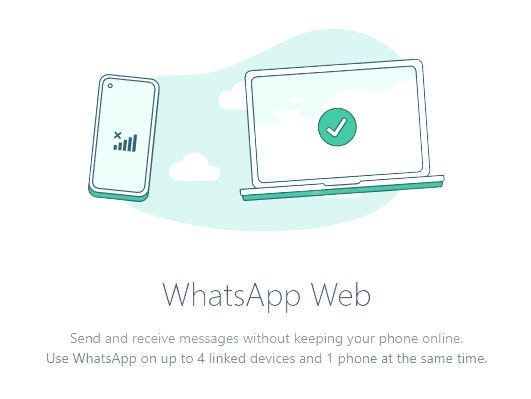 WhatsApp Web
Send and receive messages without keeping your phone online.
Use WhatsApp on up to 4 linked devices and 1 phone at the same time.